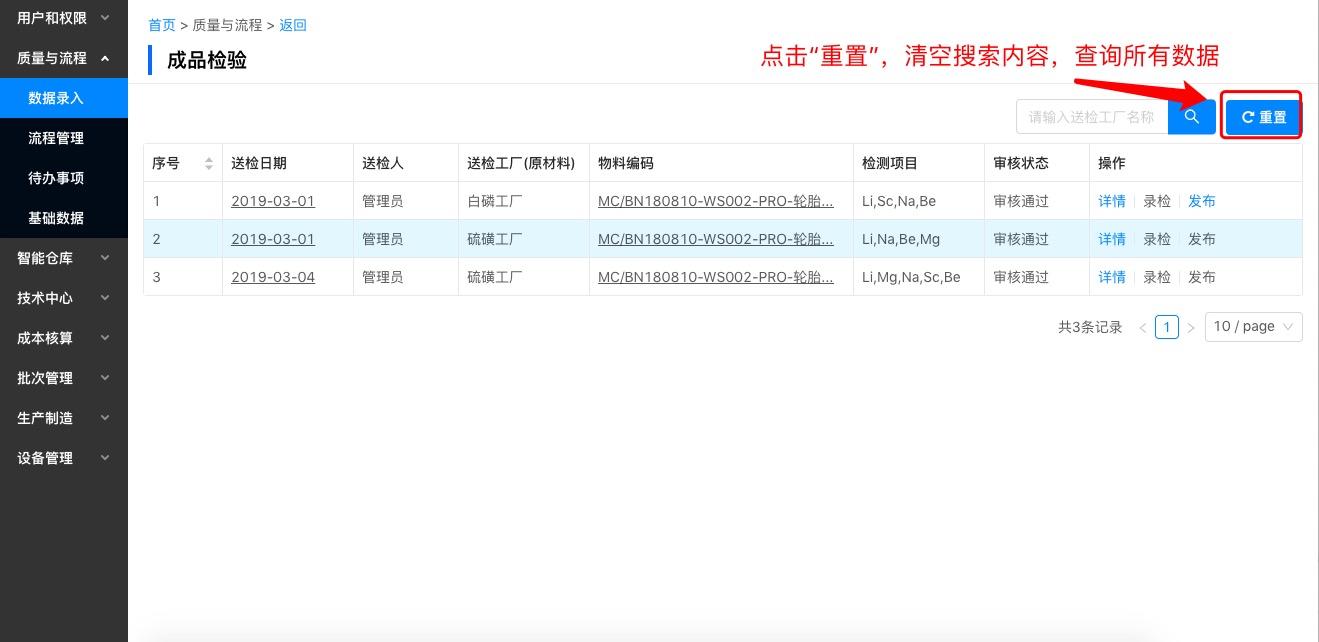 用户和权限
质量与流程
数据录入
流程管理
待办事项
基础数据
智能仓库
技术中心
成本核算
批次管理
生产制造
设备管理
首页 > 质量与流程 > 返回
成品检验
点击“重置”，清空搜索内容，查询所有数据
请输入送检工厂名称 重置
序号 送检日期 送检人 送检工厂(原材料) 物料编码 检测项目 审核状态 操作
1 2019-03-01 管理员 白磷工厂 MC/BN180810-WS002-PRO-轮胎... Li,Sc,Na,Be 审核通过 详情 录检 发布
2 2019-03-01 管理员 硫磺工厂 MC/BN180810-WS002-PRO-轮胎... Li,Na,Be,Mg 审核通过 详情 录检 发布
3 2019-03-04 管理员 硫磺工厂 MC/BN180810-WS002-PRO-轮胎... Li,Mg,Na,Sc,Be 审核通过 详情 录检 发布
共3条记录 < 1 > 10 / page